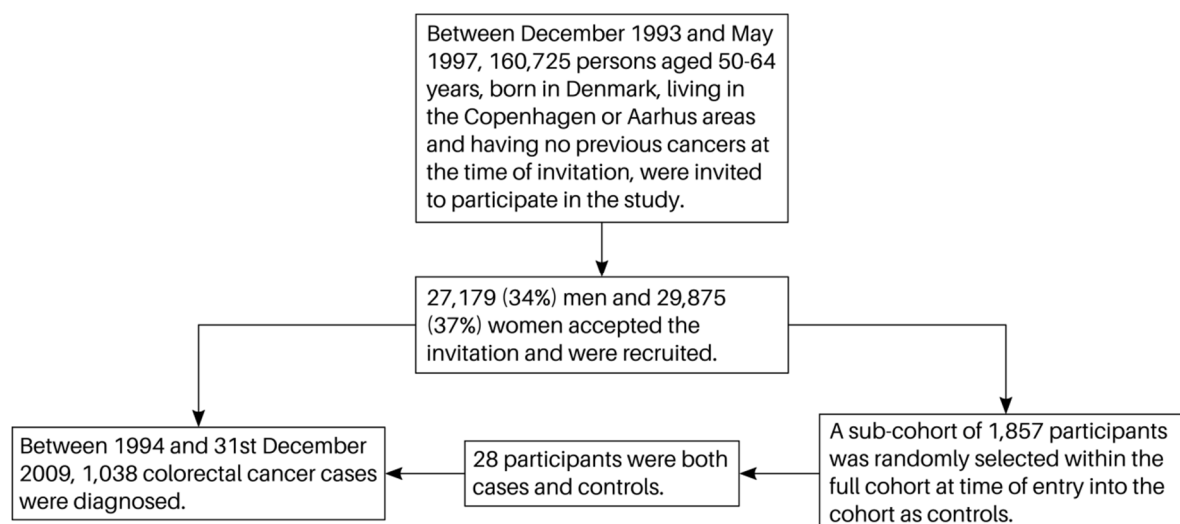 Between December 1993 and May
1997, 160,725 persons aged 50-64
years, born in Denmark, living in
the Copenhagen or Aarhus areas
and having no previous cancers at
the time of invitation, were invited
to participate in the study.
27,179 (34%) men and 29,875
(37%) women accepted the
invitation and were recruited.
Between 1994 and 31st December
2009, 1,038 colorectal cancer cases
were diagnosed.
28 participants were both
cases and controls.
A sub-cohort of 1,857 participants
was randomly selected within the
full cohort at time of entry into the
cohort as controls.